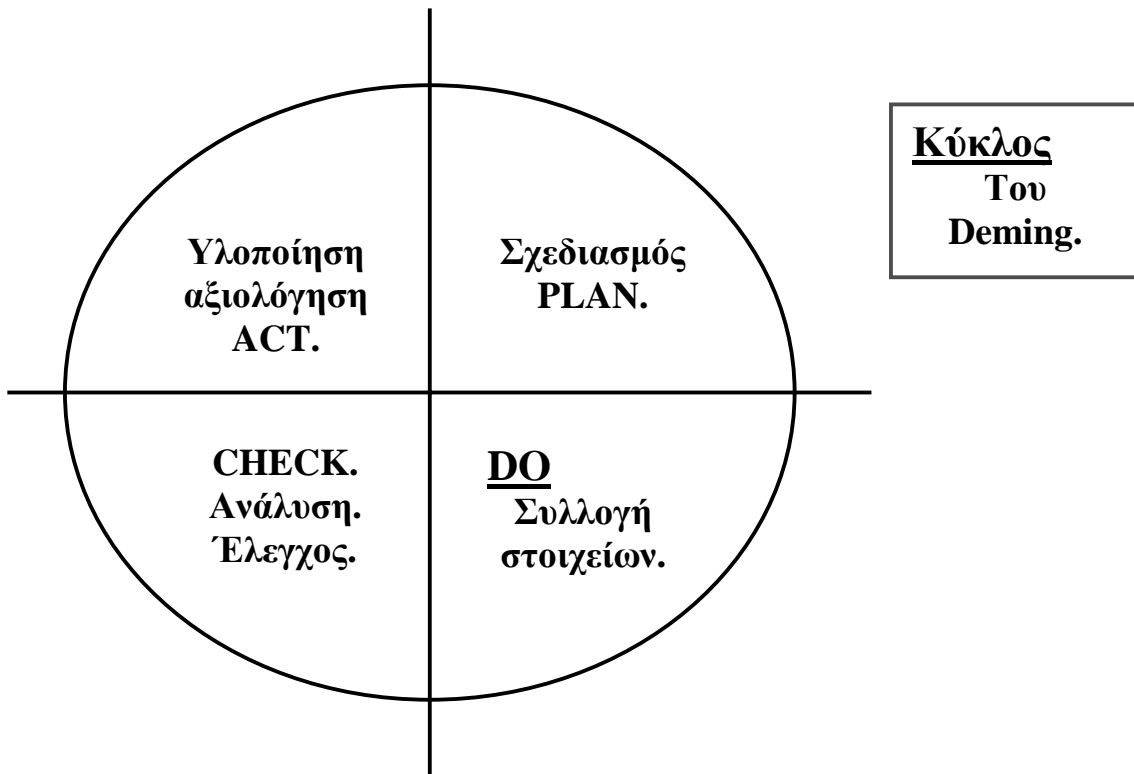 Κύκλος
Του
Deming.
Υλοποίηση
αξιολόγηση
ACT.
Σχεδιασμός
PLAN.
CHECK.
Ανάλυση.
Έλεγχος.
DO
Συλλογή
στοιχείων.